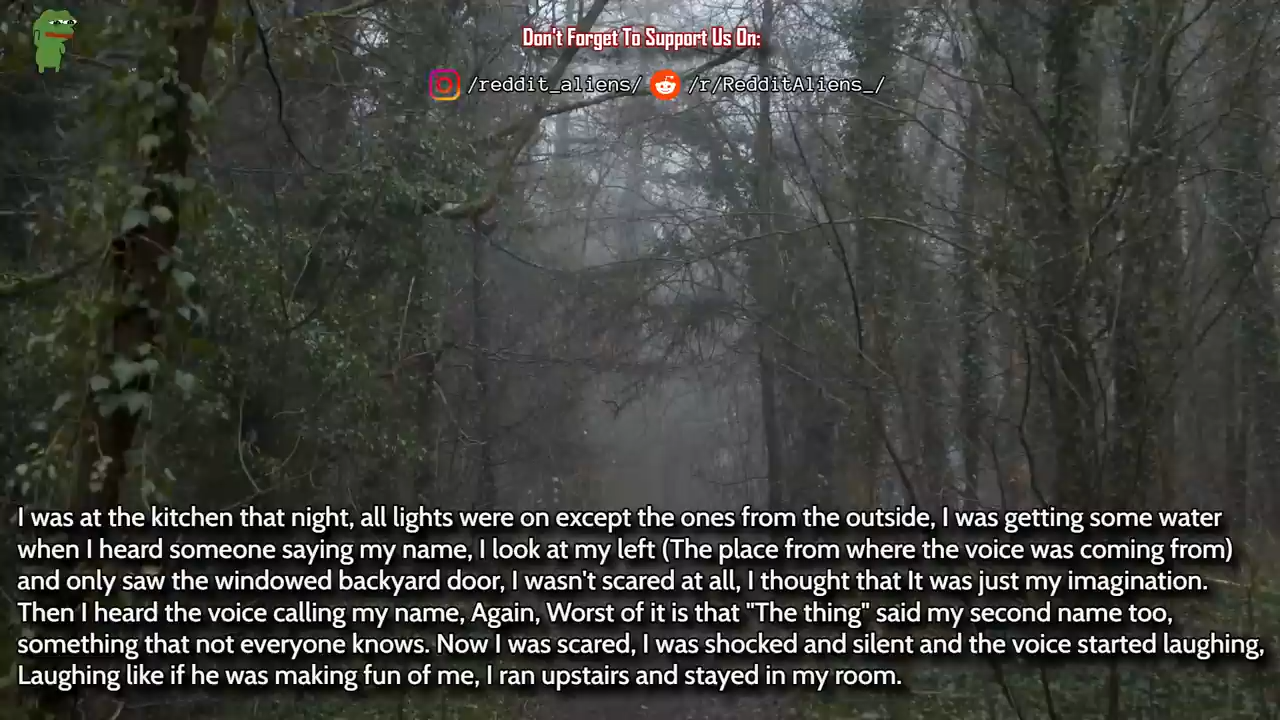 Don't Forget To Support Us On:
/reddit_aliens/ /r/RedditAliens_/
I was at the kitchen that night, all lights were on except the ones from the outside, I was getting some water
when I heard someone saying my name, I look at my left (The place from where the voice was coming from)
and only saw the windowed backyard door, I wasn't scared at all, I thought that It was just my imagination.
Then I heard the voice calling my name, Again, Worst of it is that "The thing" said my second name too,
something that not everyone knows. Now I was scared, I was shocked and silent and the voice started laughing,
Laughing like if he was making fun of me, I ran upstairs and stayed in my room.